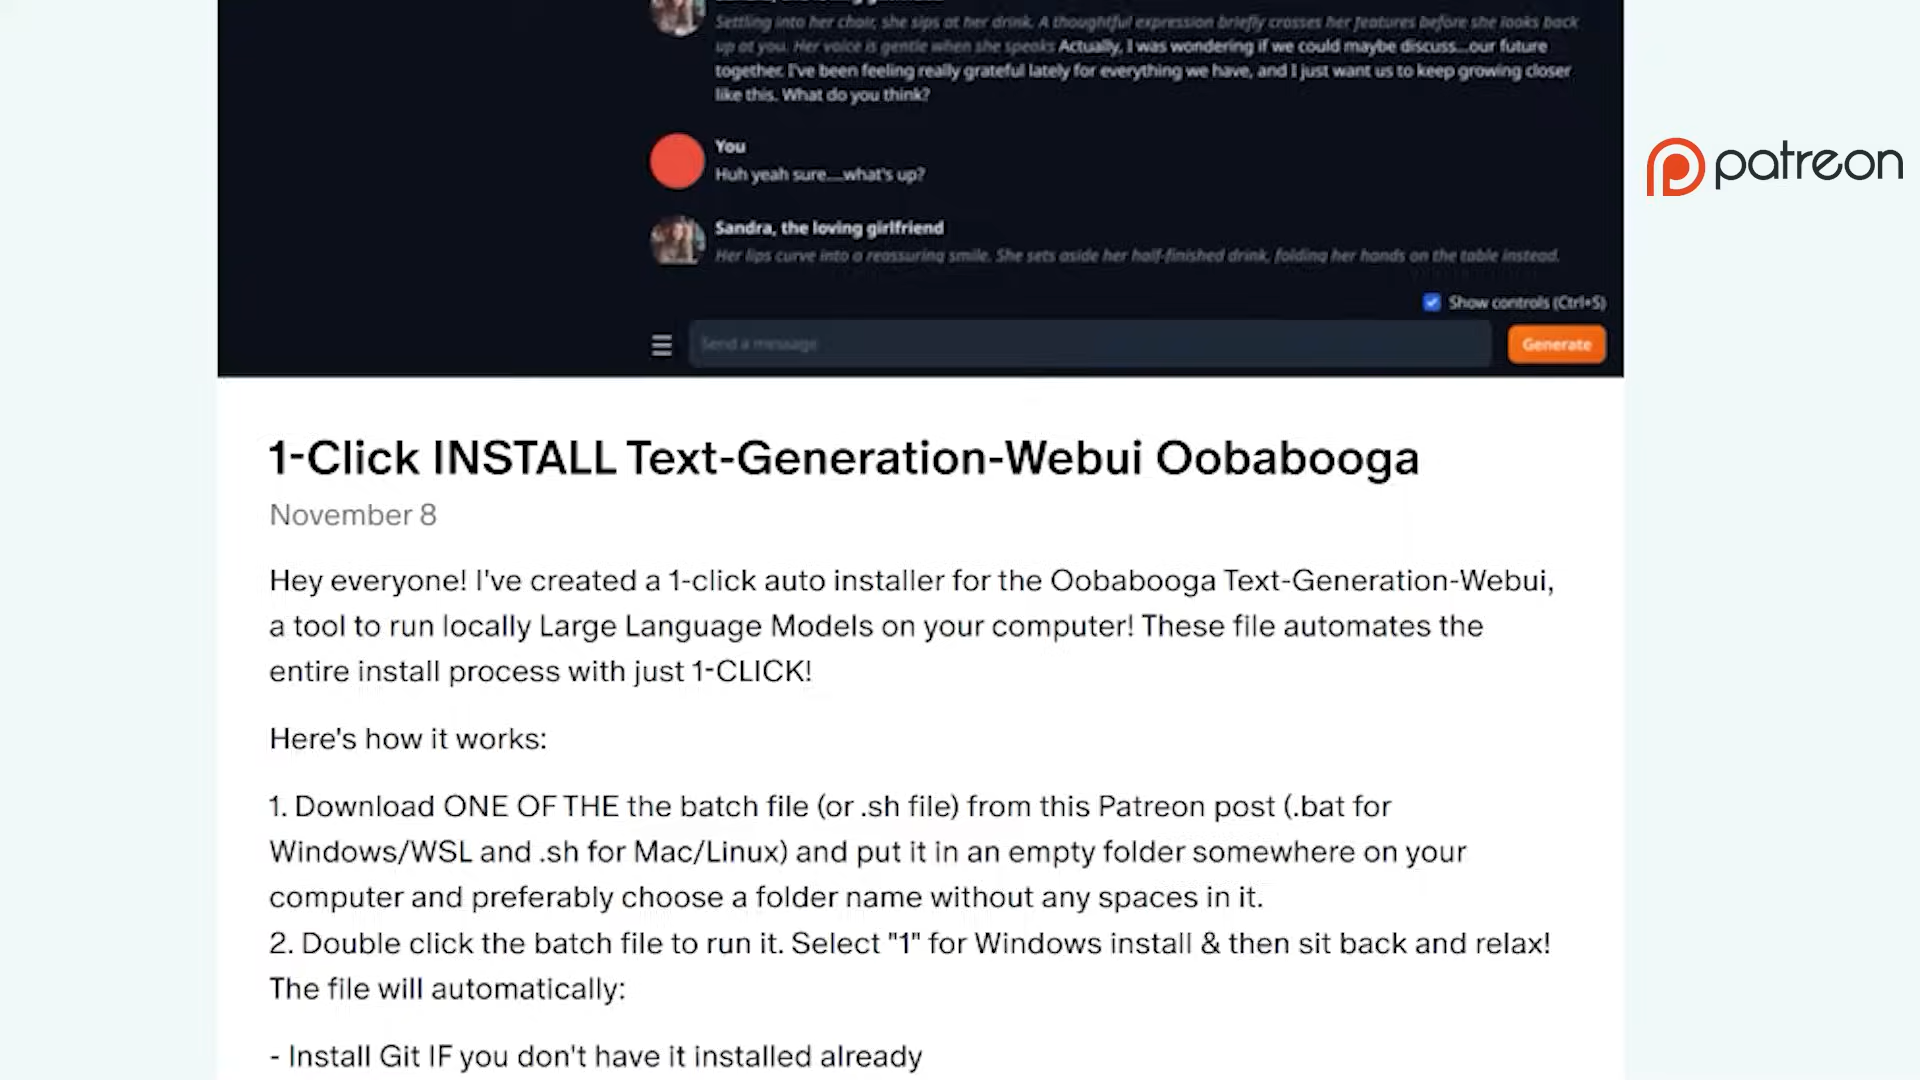 Settling into her chair, she sips at her drink. A thoughtful expression briefly crosses her features before she looks back
up at you. Her voice is gentle when she speaks Actually, I was wondering if we could maybe discuss...our future
together. I've been feeling really grateful lately for everything we have, and I just want us to keep growing closer
like this. What do you think?
You
Huh yeah sure....what's up?
Sandra, the loving girlfriend
Her lips curve into a reassuring smile. She sets aside her half-finished drink, folding her hands on the table instead.
Show controls (Ctrl+S)
Send a message
Generate
patreon
1-Click INSTALL Text-Generation-Webui Oobabooga
November 8
Hey everyone! I've created a 1-click auto installer for the Oobabooga Text-Generation-Webui,
a tool to run locally Large Language Models on your computer! These file automates the
entire install process with just 1-CLICK!
Here's how it works:
1. Download ONE OF THE the batch file (or .sh file) from this Patreon post (.bat for
Windows/WSL and .sh for Mac/Linux) and put it in an empty folder somewhere on your
computer and preferably choose a folder name without any spaces in it.
2. Double click the batch file to run it. Select "1" for Windows install & then sit back and relax!
The file will automatically:
- Install Git IF you don't have it installed already